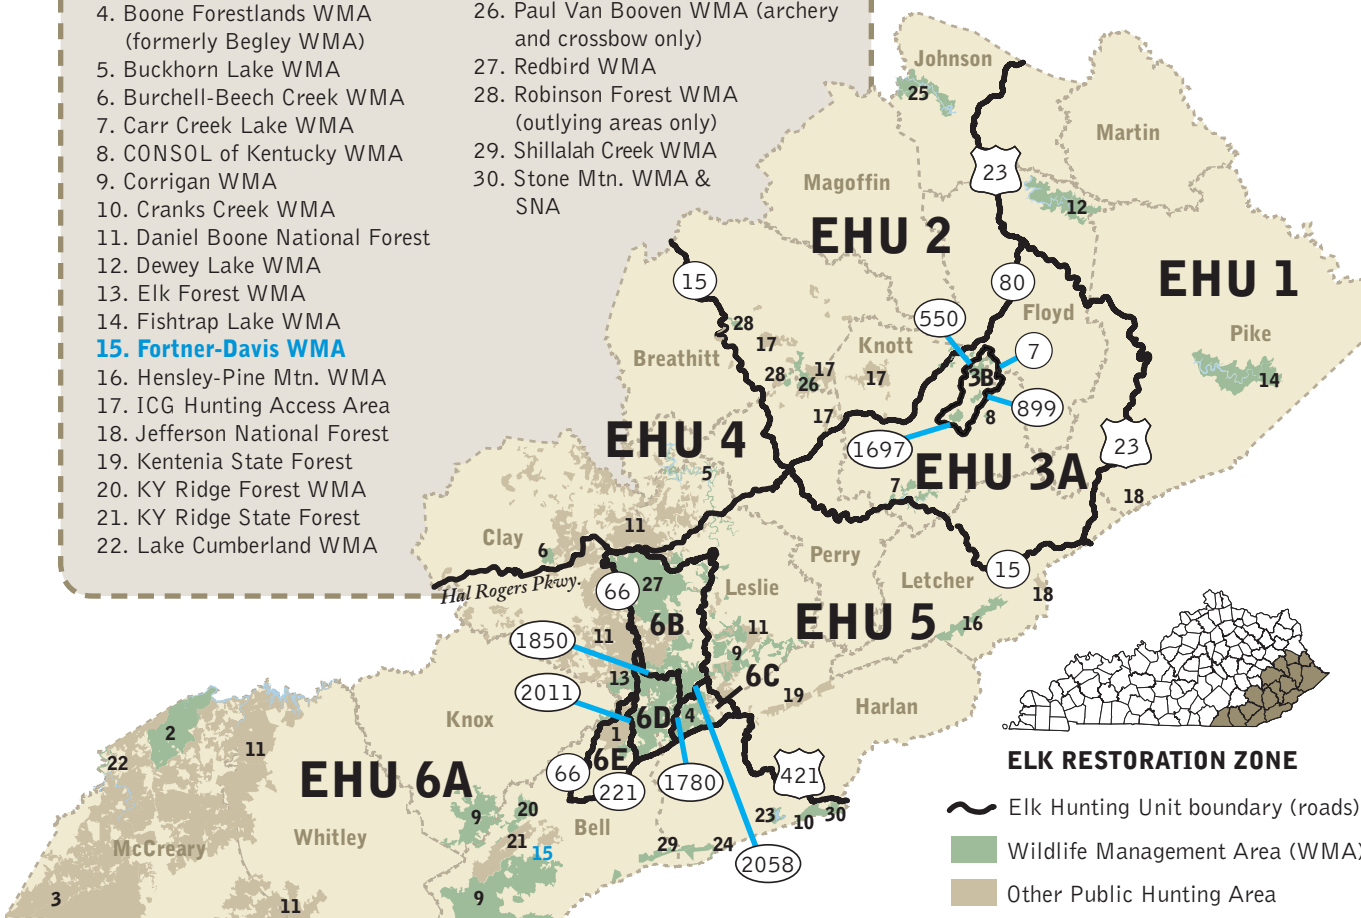 4. Boone Forestlands WMA
(formerly Begley WMA)
5. Buckhorn Lake WMA
6. Burchell-Beech Creek WMA
7. Carr Creek Lake WMA
8. CONSOL of Kentucky WMA
9. Corrigan WMA
10. Cranks Creek WMA
11. Daniel Boone National Forest
12. Dewey Lake WMA
13. Elk Forest WMA
14. Fishtrap Lake WMA
15. Fortner-Davis WMA
16. Hensley-Pine Mtn. WMA
17. ICG Hunting Access Area
18. Jefferson National Forest
19. Kentenia State Forest
20. KY Ridge Forest WMA
21. KY Ridge State Forest
22. Lake Cumberland WMA
26. Paul Van Booven WMA (archery
and crossbow only)
27. Redbird WMA
28. Robinson Forest WMA
(outlying areas only)
29. Shillalah Creek WMA
30. Stone Mtn. WMA &
SNA
Johnson
25
Martin
23
Magoffin
12
EHU 2
EHU 1
15
80
Floyd
550
28
Pike
17
Knott
7
Breathitt
28
17
26
17
3B
14
899
17
8
EHU 4
1697
23
5
EHU 3A
7
18
11
Clay
6
Perry
15
Letcher
Hal Rogers Pkwy.
66
27
Leslie
18
6B
EHU 5
16
1850
11
11
9
13
6C
2011
19
Harlan
Knox
6D
4
2
1
11
22
6E
66
221
1780
421
EHU 6A
9
20
23
10
30
Bell
Whitley
21
15
29
24
McCreary
2058
3
11
9
ELK RESTORATION ZONE
Elk Hunting Unit boundary (roads)
Wildlife Management Area (WMA)
Other Public Hunting Area